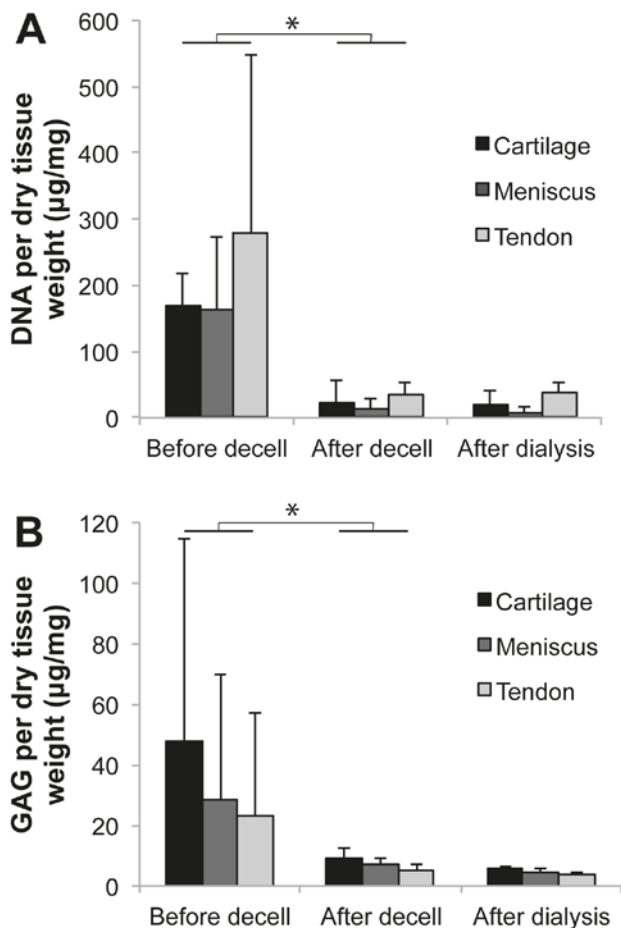 A
DNA per dry tissue
weight (µg/mg)
600
500
400
300
200
100
0
*
Cartilage
Meniscus
Tendon
Before decell After decell After dialysis
B
GAG per dry tissue
weight (µg/mg)
120
100
80
60
40
20
0
*
Cartilage
Meniscus
Tendon
Before decell After decell After dialysis